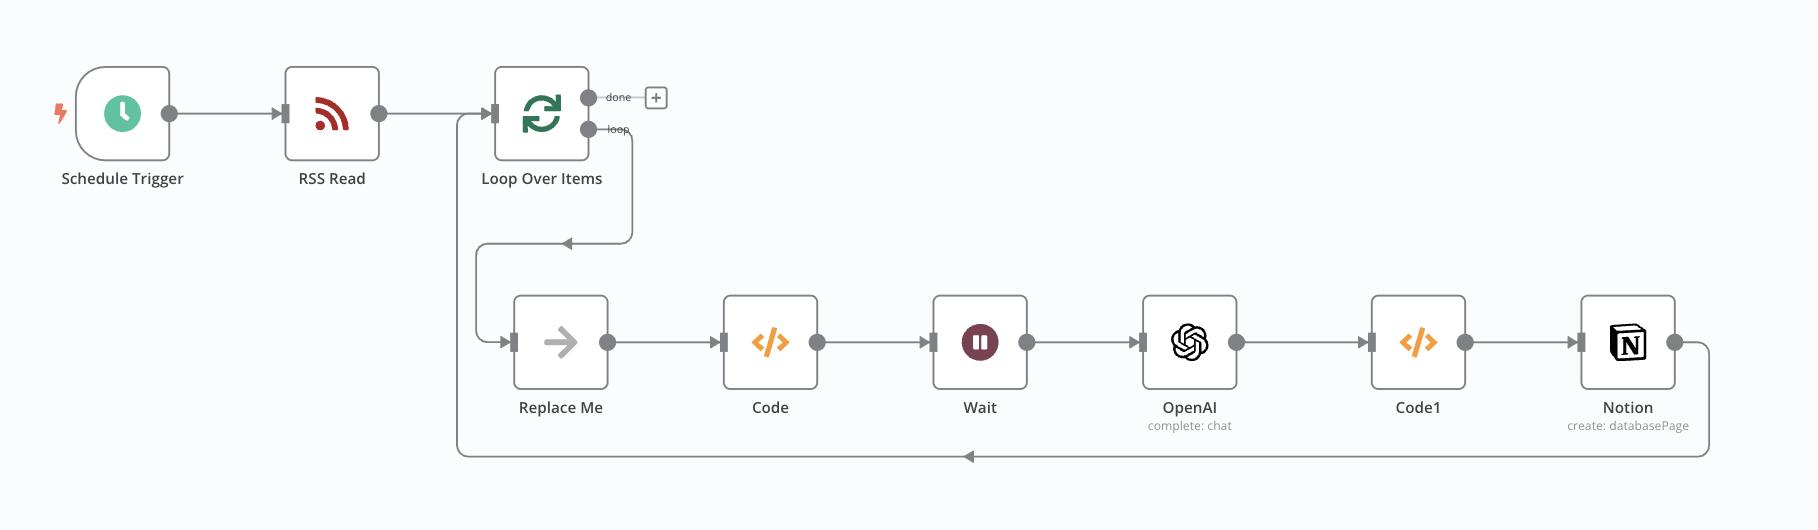 done
loop
Schedule Trigger
RSS Read
Loop Over Items
Replace Me
Code
Wait
OpenAI
complete: chat
Code1
N
Notion
create: databasePage